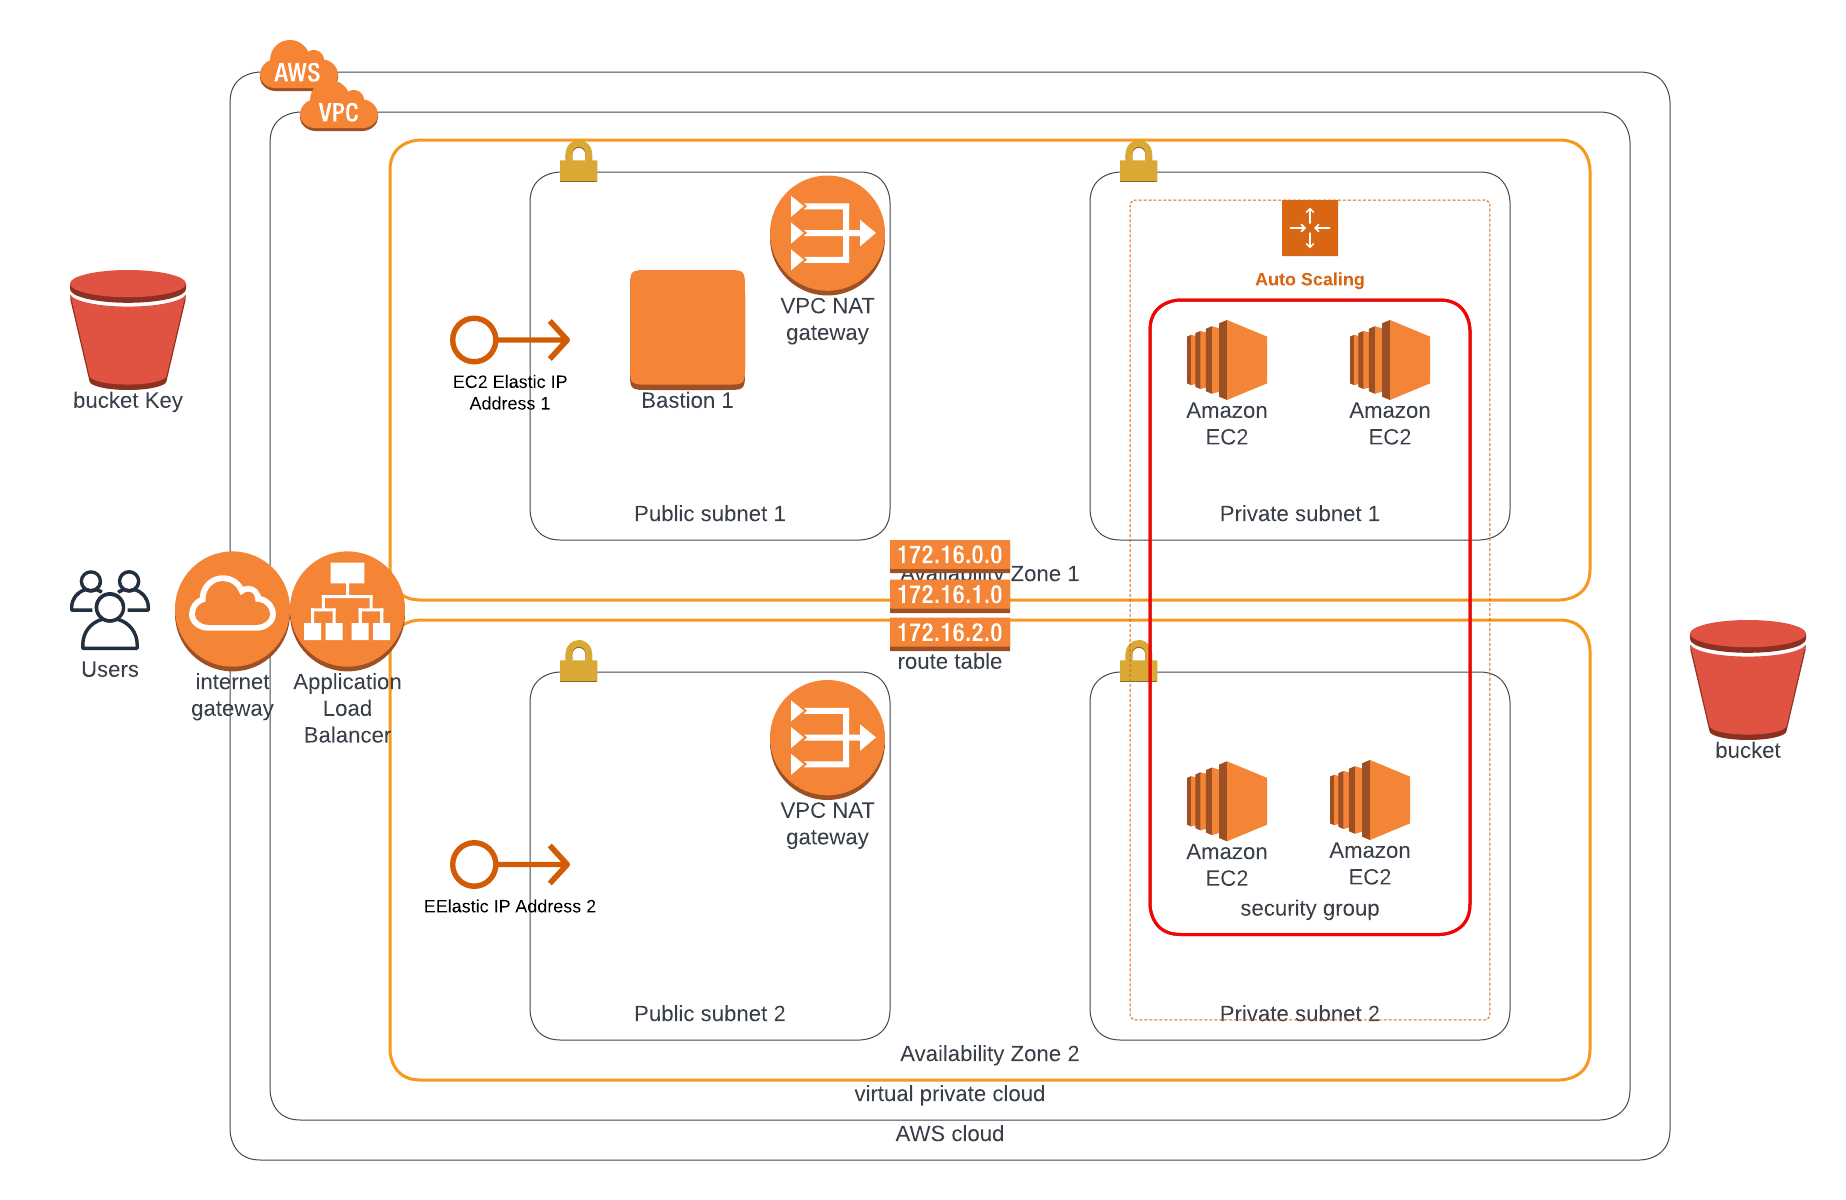 AWS
VPC
VPC NAT
gateway
Auto Scaling
EC2 Elastic IP
Address 1
Bastion 1
bucket Key
Amazon
EC2
Amazon
EC2
Public subnet 1
Private subnet 1
172.16.0.0
Availability Zone 1
172.16.1.0
172.16.2.0
route table
Users
internet
gateway
Application
Load
Balancer
bucket
VPC NAT
gateway
Amazon
EC2
Amazon
EC2
EElastic IP Address 2
security group
Public subnet 2
Private subnet 2
Availability Zone 2
virtual private cloud
AWS cloud